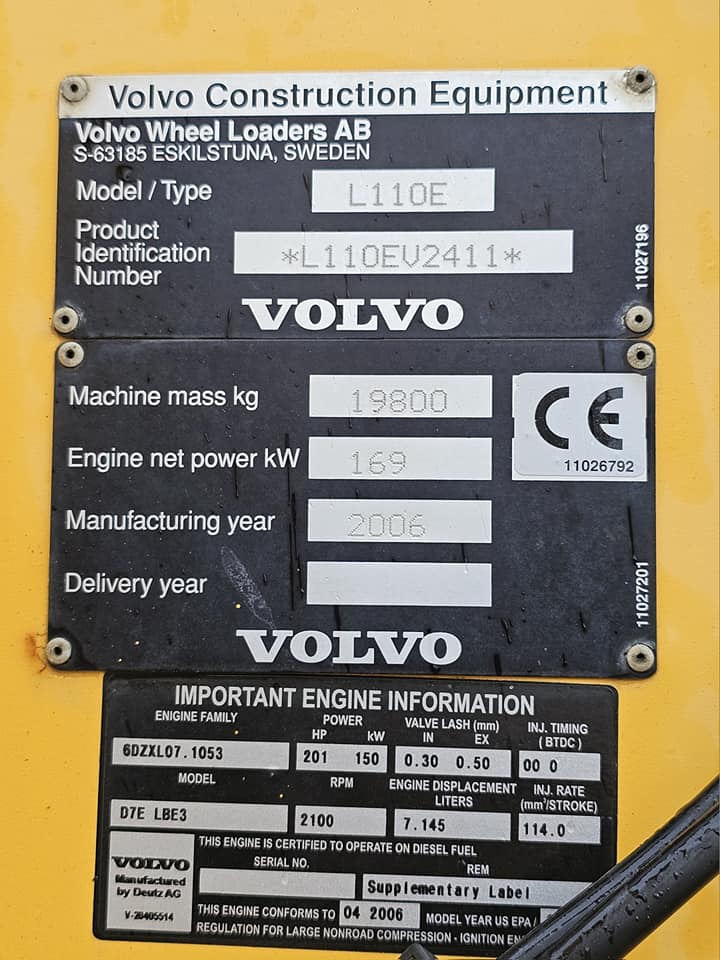 Volvo Construction Equipment
Volvo Wheel Loaders AB
S-63185 ESKILSTUNA, SWEDEN
Model / Type L110E
Product
Identification
Number *L110EV2411*
11027196
VOLVO
Machine mass kg 19800
CE
11026792
Engine net power kW 169
Manufacturing year 2006
Delivery year
11027201
VOLVO
IMPORTANT ENGINE INFORMATION
ENIGINE FAMILY POWER VALVE LASH (mm) INJ. TIMING
HP kW IN EX (BTDC)
6DZXL07.1053 201 150 0.30 0.50 00 0
MODEL RPM ENGINE DISPLACEMENT INJ. RATE
LITERS (mm³/STROKE)
D7E LBE3 2100 7.145 114.0
THIS ENGINE IS CERTIFIED TO OPERATE ON DIESEL FUEL
VOLVO
Manufactured
by Deutz AG
V-20405514
SERIAL NO. REM
Supplementary Label
THIS ENGINE CONFORMS TO 04 2006 MODEL YEAR US EPA /
REGULATION FOR LARGE NONROAD COMPRESSION - IGNITION